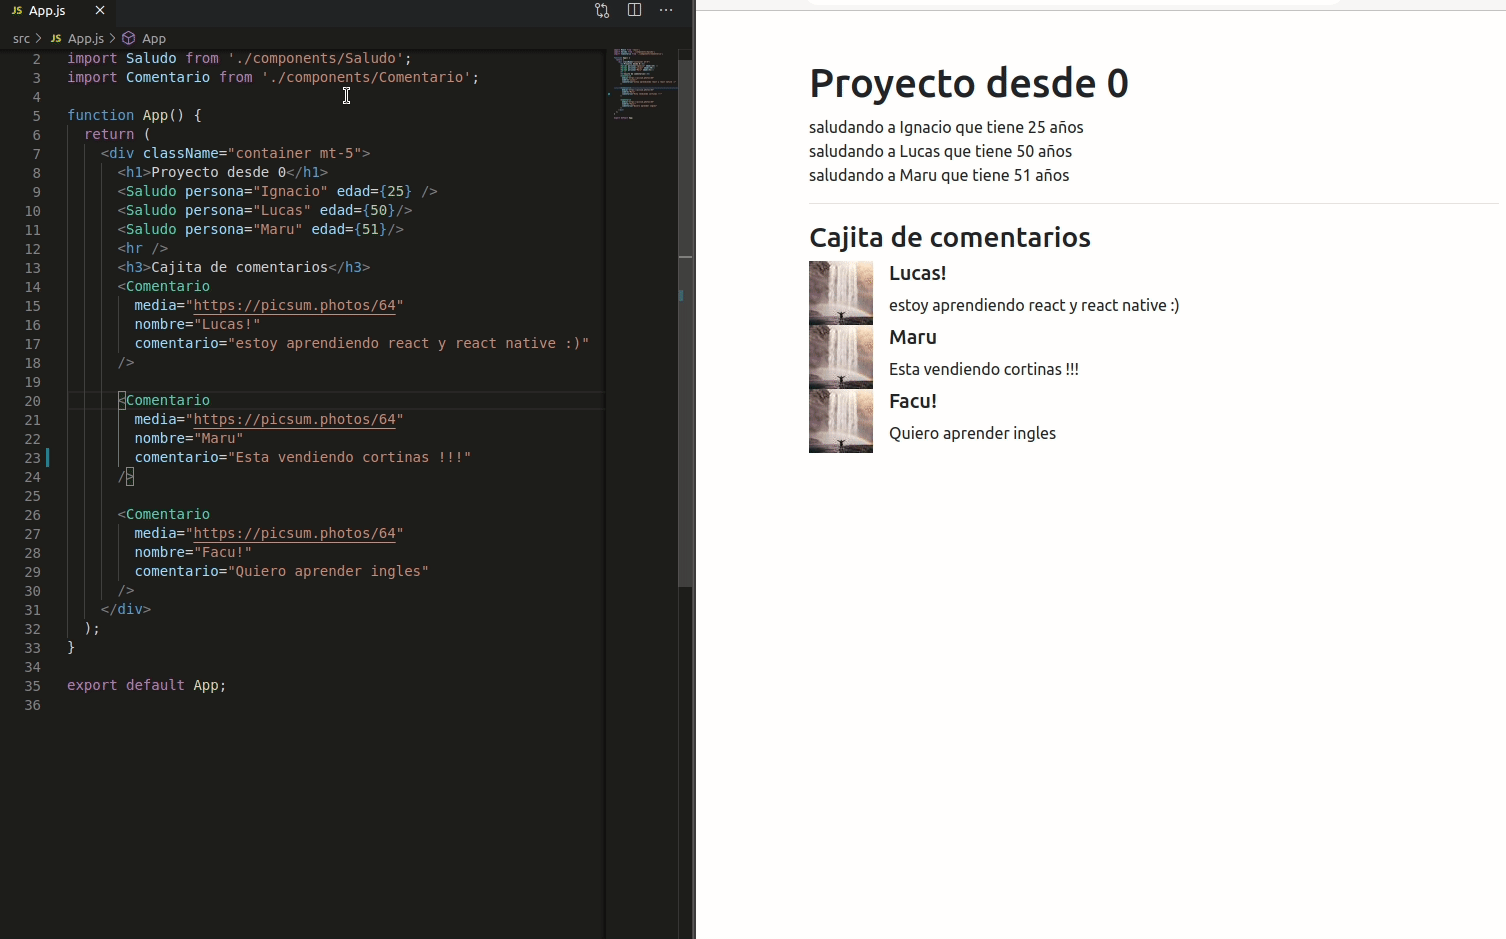 JS App.js ×
src > JS App.js > App
2 import Saludo from './components/Saludo';
3 import Comentario from './components/Comentario';
4
5 function App() {
6 return (
7 <div className="container mt-5">
8 <h1>Proyecto desde 0</h1>
9 <Saludo persona="Ignacio" edad={25} />
10 <Saludo persona="Lucas" edad={50}/>
11 <Saludo persona="Maru" edad={51}/>
12 <hr />
13 <h3>Cajita de comentarios</h3>
14 <Comentario
15 media="https://picsum.photos/64"
16 nombre="Lucas!"
17 comentario="estoy aprendiendo react y react native :)"
18 />
19
20 <Comentario
21 media="https://picsum.photos/64"
22 nombre="Maru"
23 comentario="Esta vendiendo cortinas !!!"
24 />
25
26 <Comentario
27 media="https://picsum.photos/64"
28 nombre="Facu!"
29 comentario="Quiero aprender ingles"
30 />
31 </div>
32 );
33 }
34
35 export default App;
36
Proyecto desde 0
saludando a Ignacio que tiene 25 años
saludando a Lucas que tiene 50 años
saludando a Maru que tiene 51 años
Cajita de comentarios
Lucas!
estoy aprendiendo react y react native :)
Maru
Esta vendiendo cortinas !!!
Facu!
Quiero aprender ingles